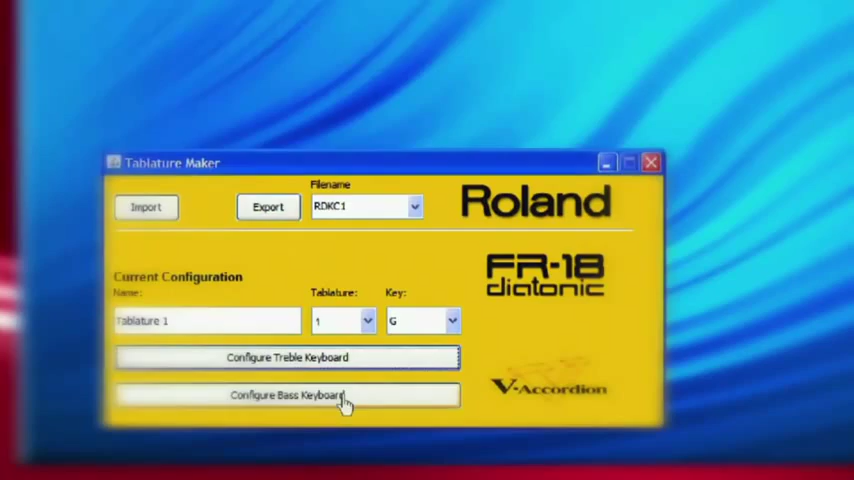 Tablature Maker
Filename
Import
Export
RDKC1
Roland
FR-18
diatonic
Current Configuration
Name:
Tablature:
Key:
Tablature 1
1
G
Configure Treble Keyboard
Configure Bass Keyboard
V-Accordion